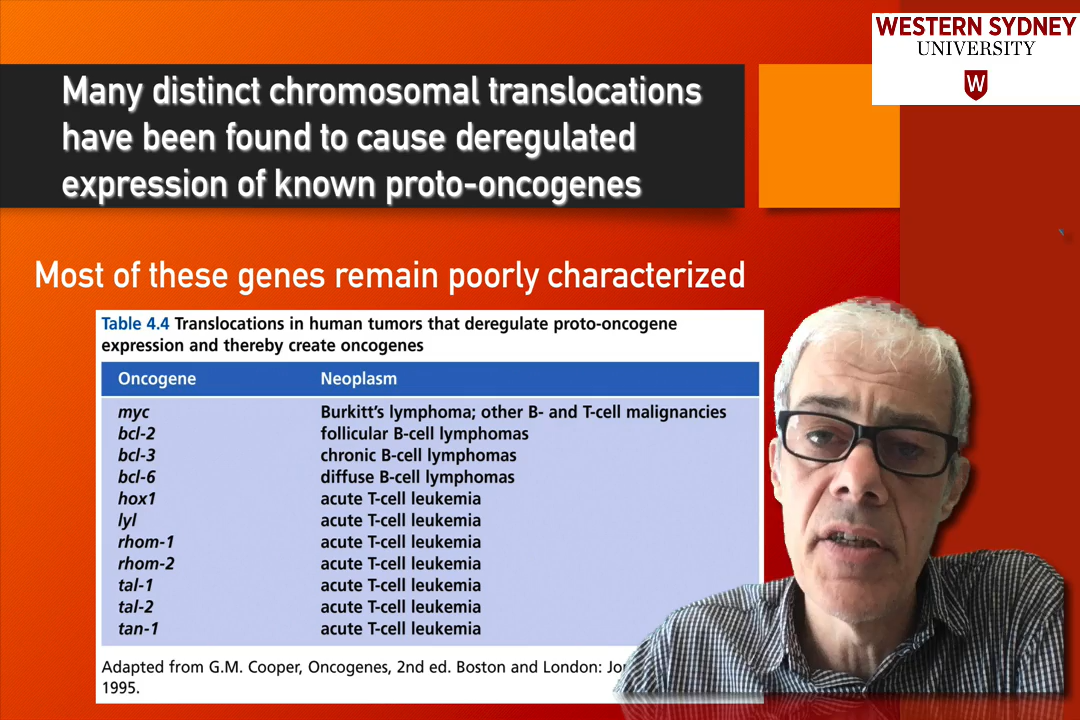 WESTERN SYDNEY
UNIVERSITY
W
Many distinct chromosomal translocations
have been found to cause deregulated
expression of known proto-oncogenes
Most of these genes remain poorly characterized
Table 4.4 Translocations in human tumors that deregulate proto-oncogene
expression and thereby create oncogenes
Oncogene Neoplasm
myc Burkitt's lymphoma; other B- and T-cell malignancies
bcl-2 follicular B-cell lymphomas
bcl-3 chronic B-cell lymphomas
bcl-6 diffuse B-cell lymphomas
hox1 acute T-cell leukemia
lyl acute T-cell leukemia
rhom-1 acute T-cell leukemia
rhom-2 acute T-cell leukemia
tal-1 acute T-cell leukemia
tal-2 acute T-cell leukemia
tan-1 acute T-cell leukemia
Adapted from G.M. Cooper, Oncogenes, 2nd ed. Boston and London:
1995.